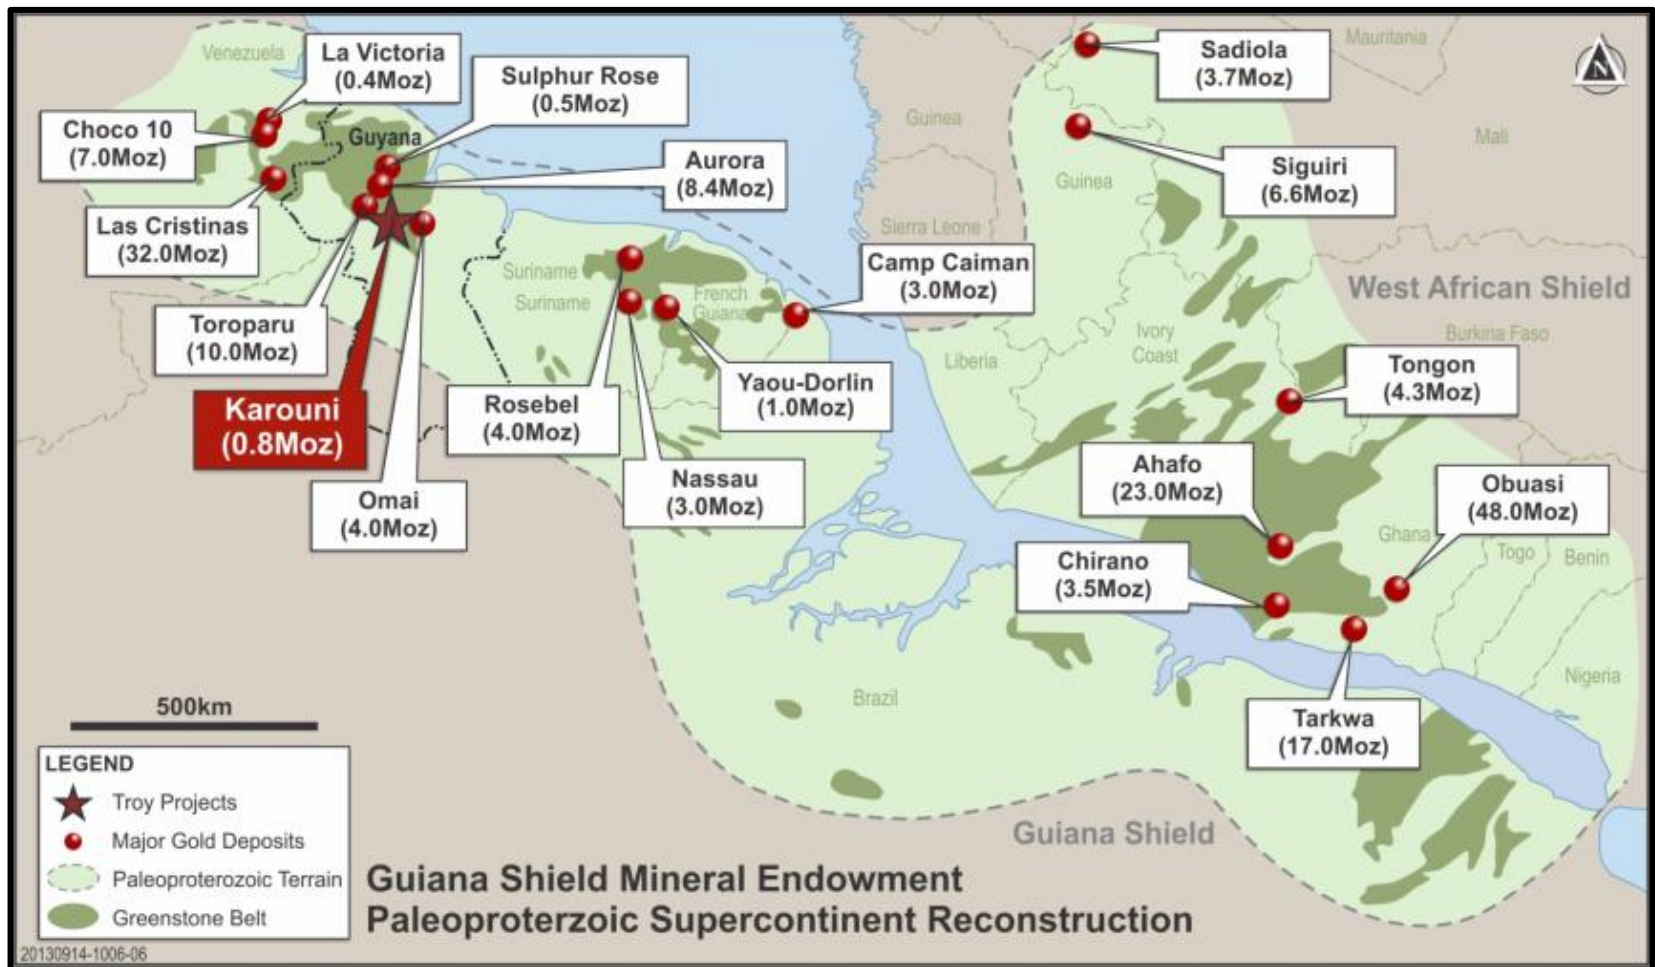 Venezuela
La Victoria
(0.4Moz)
Sulphur Rose
(0.5Moz)
Choco 10
(7.0Moz)
Guyana
Aurora
(8.4Moz)
Las Cristinas
(32.0Moz)
Toroparu
(10.0Moz)
Karouni
(0.8Moz)
Omai
(4.0Moz)
Suriname
Suriname
French
Guiana
Camp Caiman
(3.0Moz)
Rosebel
(4.0Moz)
Yaou-Dorlin
(1.0Moz)
Nassau
(3.0Moz)
Sadiola
(3.7Moz)
Mauritania
N
Guinea
Mali
Siguiri
(6.6Moz)
Guinea
Sierra Leone
West African Shield
Burkina Faso
Ivory
Coast
Liberia
Tongon
(4.3Moz)
Ahafo
(23.0Moz)
Obuasi
(48.0Moz)
Ghana
Togo
Benin
Chirano
(3.5Moz)
Nigeria
Tarkwa
(17.0Moz)
Brazil
Guiana Shield
500km
LEGEND
Troy Projects
Major Gold Deposits
Paleoproterozoic Terrain
Greenstone Belt
Guiana Shield Mineral Endowment
Paleoproterzoic Supercontinent Reconstruction
20130914-1006-06